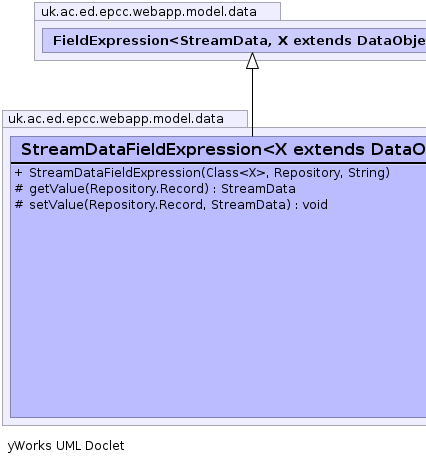 uk.ac.ed.epcc.webapp.model.data
FieldExpression<StreamData, X extends DataObje
uk.ac.ed.epcc.webapp.model.data
StreamDataFieldExpression<X extends DataO
+ StreamDataFieldExpression(Class<X>, Repository, String)
# getValue(Repository.Record) : StreamData
# setValue(Repository.Record, StreamData) : void
yWorks UML Doclet